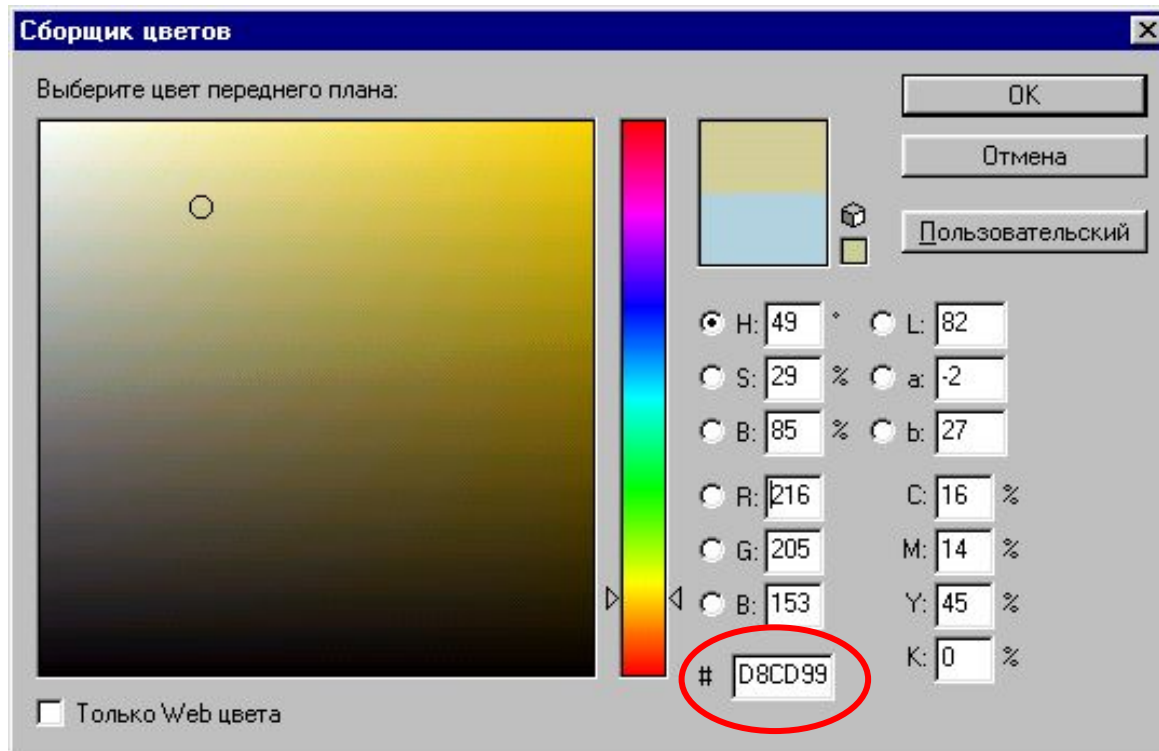 Сборщик цветов
Выберите цвет переднего плана:
OK
Отмена
Пользовательский
H: 49 ° L: 82
S: 29 % a: -2
B: 85 % b: 27
R: 216 C: 16 %
G: 205 M: 14 %
B: 153 Y: 45 %
# D8CD99 K: 0 %
Только Web цвета